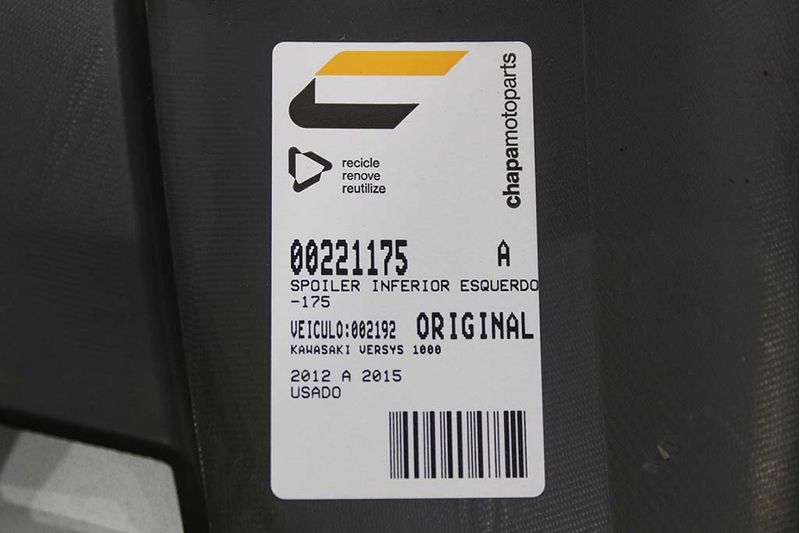 chapamotoparts
recicle
renove
reutilize
00221175 A
SPOILER INFERIOR ESQUERDO
-175
VEICULO:002192 ORIGINAL
KAWASAKI VERSYS 1000
2012 A 2015
USADO